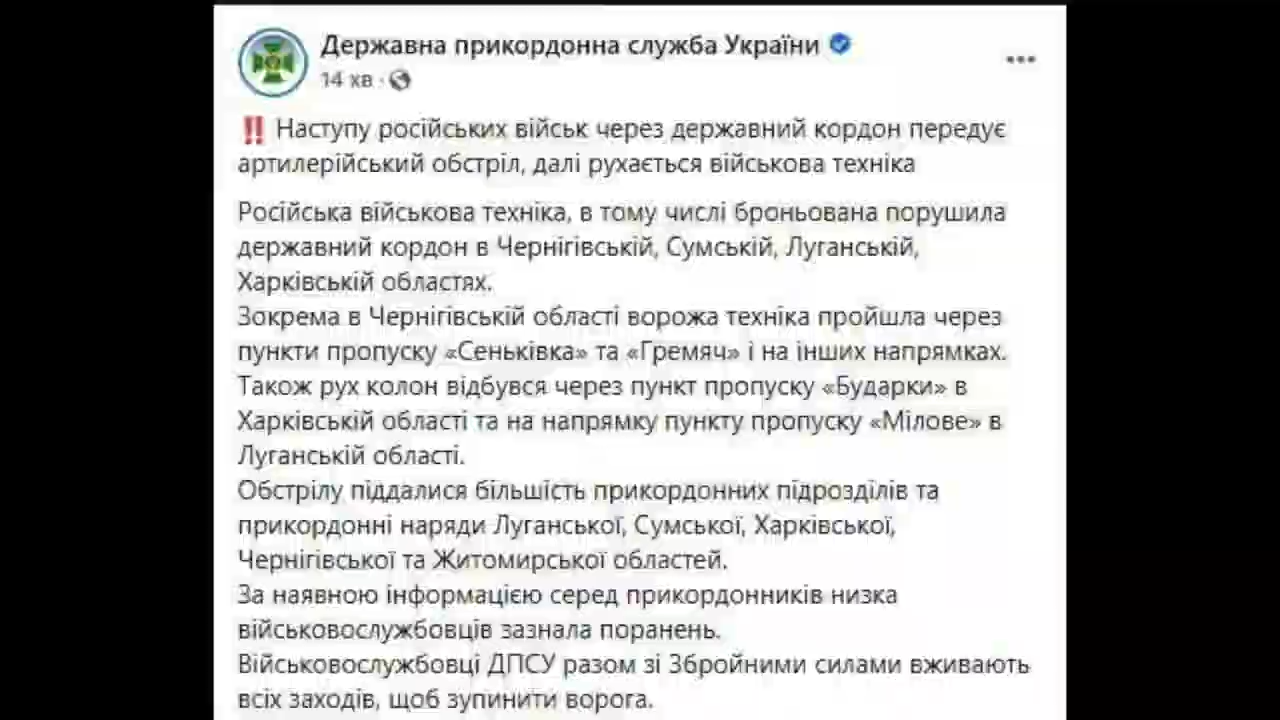 Державна прикордонна служба України
14 хв ·
‼ Наступу російських військ через державний кордон передує
артилерійський обстріл, далі рухається військова техніка
Російська військова техніка, в тому числі броньована порушила
державний кордон в Чернігівській, Сумській, Луганській,
Харківській областях.
Зокрема в Чернігівській області ворожа техніка пройшла через
пункти пропуску «Сеньківка» та «Гремяч» і на інших напрямках.
Також рух колон відбувся через пункт пропуску «Бударки» в
Харківській області та на напрямку пункту пропуску «Мілове» в
Луганській області.
Обстрілу піддалися більшість прикордонних підрозділів та
прикордонні наряди Луганської, Сумської, Харківської,
Чернігівської та Житомирської областей.
За наявною інформацією серед прикордонників низка
військовослужбовців зазнала поранень.
Військовослужбовці ДПСУ разом зі Збройними силами вживають
всіх заходів, щоб зупинити ворога.